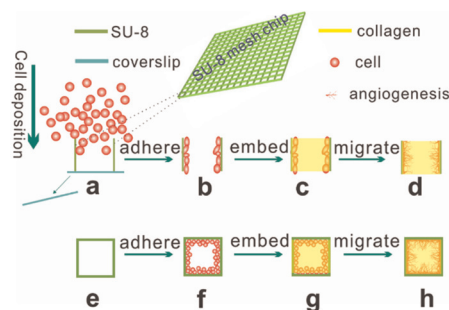 SU-8
coverslip
SU-8 mesh chip
collagen
cell
angiogenesis
Cell deposition
adhere
embed
migrate
a
b
c
d
adhere
embed
migrate
e
f
g
h